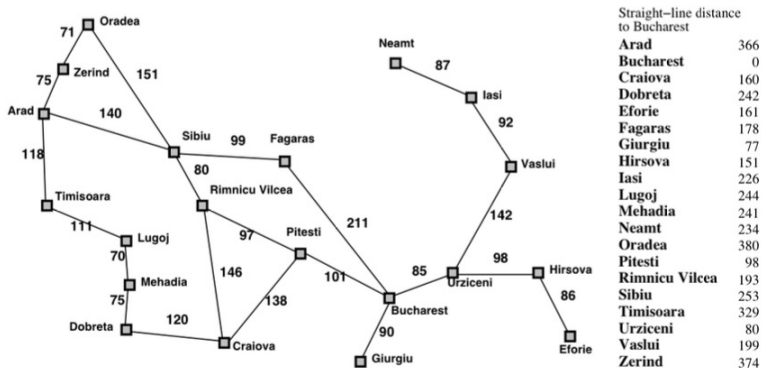 Oradea
71
Neamt
87
Zerind
75
151
Iasi
Arad
140
92
Sibiu
99
Fagaras
118
80
Vaslui
Rimnicu Vilcea
Timisoara
111
Lugoj
97
Pitesti
211
142
70
146
98
Hirsova
Mehadia
101
85
Urziceni
75
138
86
Bucharest
120
Dobreta
90
Craiova
Eforie
Giurgiu
Straight–line distance
to Bucharest
Arad 366
Bucharest 0
Craiova 160
Dobreta 242
Eforie 161
Fagaras 178
Giurgiu 77
Hirsova 151
Iasi 226
Lugoj 244
Mehadia 241
Neamt 234
Oradea 380
Pitesti 98
Rimnicu Vilcea 193
Sibiu 253
Timisoara 329
Urziceni 80
Vaslui 199
Zerind 374